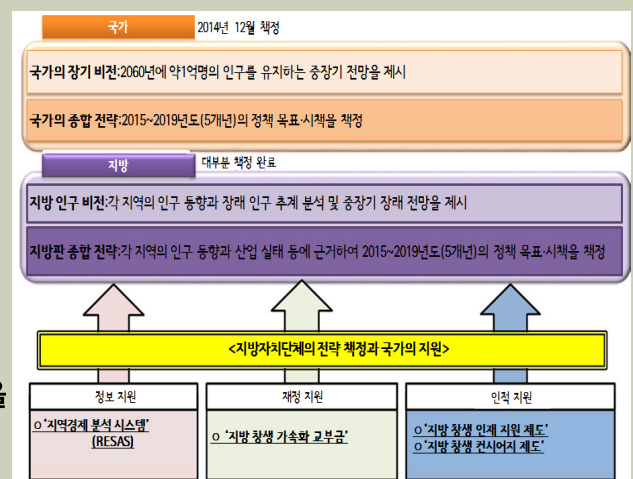 국가
2014년 12월 책정
국가의 장기 비전:2060년에 약1억명의 인구를 유지하는 중장기 전망을 제시
국가의 종합 전략:2015~2019년도(5개년)의 정책 목표·시책을 책정
지방
대부분 책정 완료
지방 인구 비전:각 지역의 인구 동향과 장래 인구 추계 분석 및 중장기 장래 전망을 제시
지방판 종합 전략:각 지역의 인구 동향과 산업 실태 등에 근거하여 2015~2019년도(5개년)의 정책 목표·시책을 책정
<지방자치단체의 전략 책정과 국가의 지원>
을
정보 지원
ㅇ'지역경제 분석 시스템'
(RESAS)
재정 지원
ㅇ '지방 창생 가속화 교부금'
인적 지원
ㅇ'지방 창생 인재 지원 제도'
ㅇ'지방 창생 컨시어지 제도'